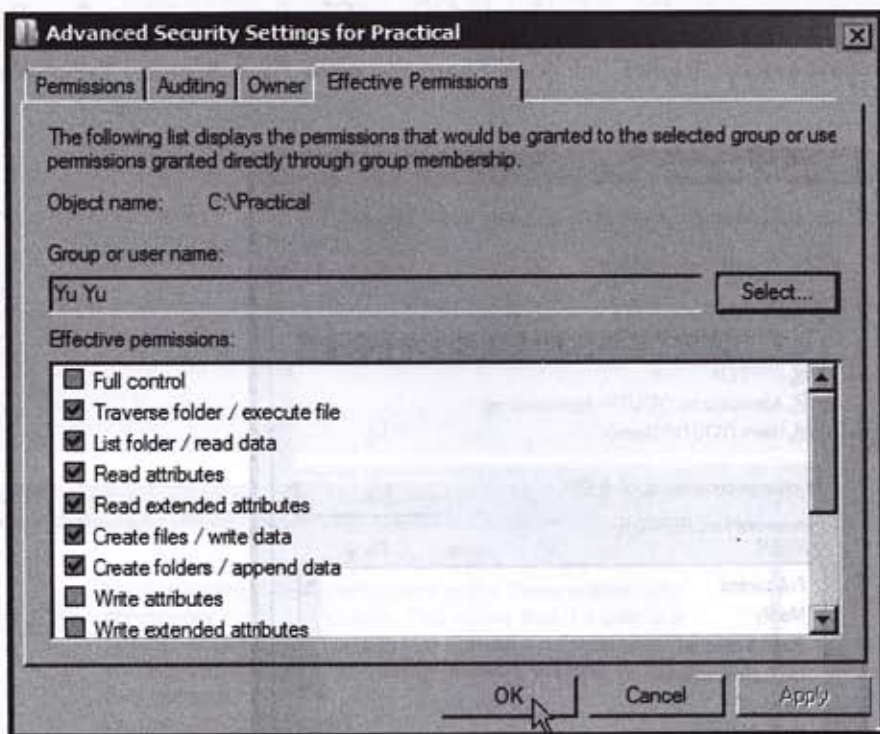 Advanced Security Settings for Practical
Permissions Auditing Owner Effective Permissions
The following list displays the permissions that would be granted to the selected group or use
permissions granted directly through group membership.
Object name: C:\Practical
Group or user name:
Yu Yu
Select...
Effective permissions:
Full control
Traverse folder / execute file
List folder / read data
Read attributes
Read extended attributes
Create files / write data
Create folders / append data
Write attributes
Write extended attributes
OK Cancel Apply